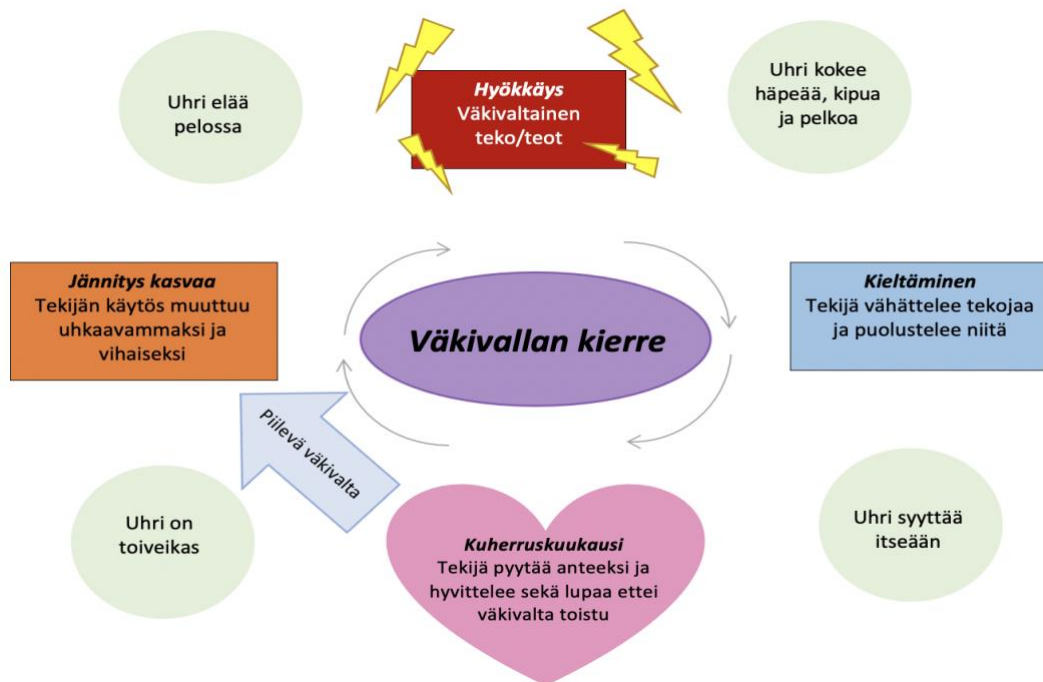 Uhri elää
pelossa
Hyökkäys
Väkivaltainen
teko/teot
Uhri kokee
häpeää, kipua
ja pelkoa
Jännitys kasvaa
Tekijän käytös muuttuu
uhkaavammaksi ja
vihaiseksi
Väkivallan kierre
Kieltäminen
Tekijä vähättelee tekojaa
ja puolustelee niitä
Piilevä väkivalta
Uhri on
toiveikas
Kuherruskuukausi
Tekijä pyytää anteeksi ja
hyvittelee sekä lupaa ettei
väkivalta toistu
Uhri syyttää
itseään